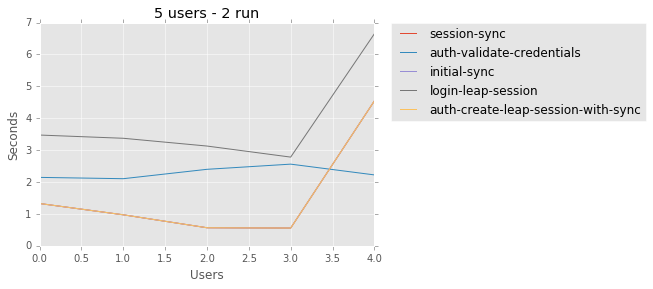 5 users - 2 run
7
6
5
4
3
2
1
0
Seconds
0.0 0.5 1.0 1.5 2.0 2.5 3.0 3.5 4.0
Users
session-sync
auth-validate-credentials
initial-sync
login-leap-session
auth-create-leap-session-with-sync